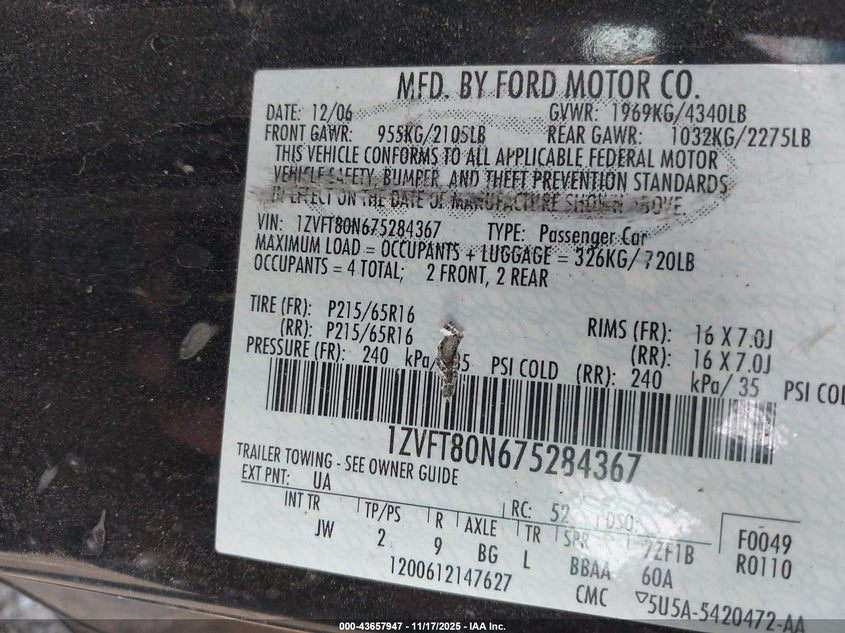 MFD. BY FORD MOTOR CO.
DATE: 12/06 GVWR: 1969KG/4340LB
FRONT GAWR: 955KG/2105LB REAR GAWR: 1032KG/2275LB
THIS VEHICLE CONFORMS TO ALL APPLICABLE FEDERAL MOTOR
VEHICLE SAFETY, BUMPER, AND THEFT PREVENTION STANDARDS
IN EFFECT ON THE DATE OF MANUFACTURE SHOWN ABOVE.
VIN: 1ZVFT80N675284367 TYPE: Passenger Car
MAXIMUM LOAD = OCCUPANTS + LUGGAGE = 326KG/720LB
OCCUPANTS = 4 TOTAL; 2 FRONT, 2 REAR
TIRE (FR): P215/65R16 RIMS (FR): 16 X 7.0J
(RR): P215/65R16 (RR): 16 X 7.0J
PRESSURE (FR): 240 kPa/35 PSI COLD (RR): 240 kPa/35 PSI COL
1ZVFT80N675284367
TRAILER TOWING - SEE OWNER GUIDE
EXT PNT: UA RC: 52 DSO:
INT TR TP/PS R AXLE TR SPR 7ZF1B F0049
JW 2 9 BG L BBAA 60A R0110
1200612147627 CMC 5U5A-5420472-AA
000-43657947 - 11/17/2025 - IAA Inc.